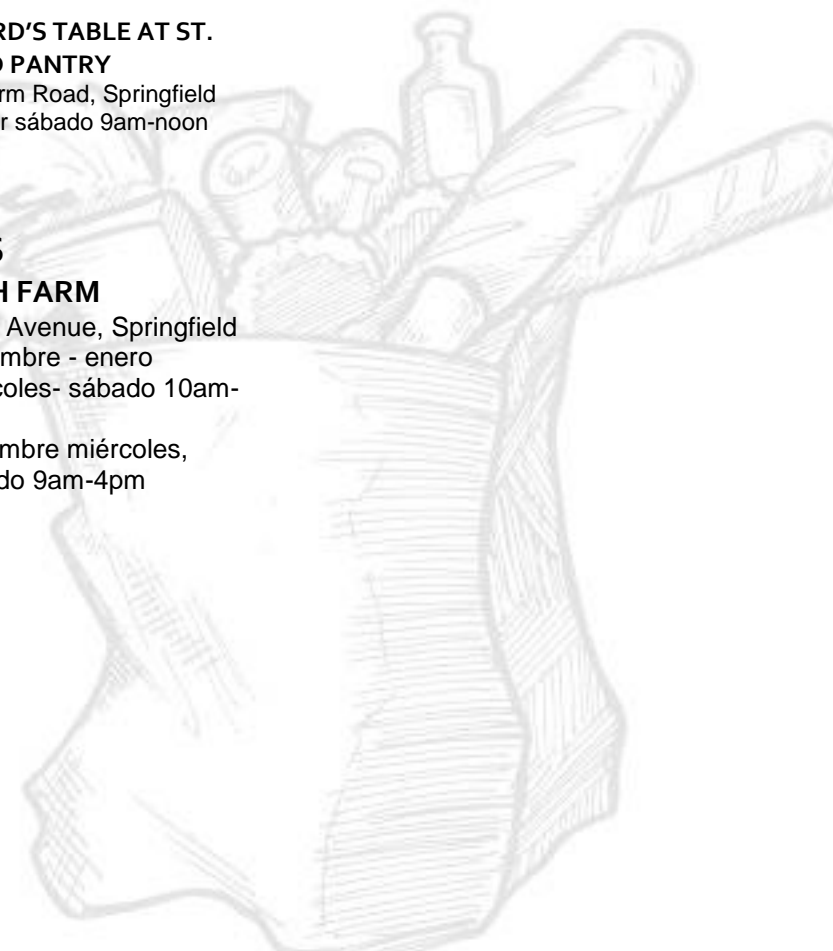 RD’S TABLE AT ST.
PANTRY
rm Road, Springfield
r sábado 9am-noon
H FARM
Avenue, Springfield
mbre - enero
coles- sábado 10am-
mbre miércoles,
do 9am-4pm